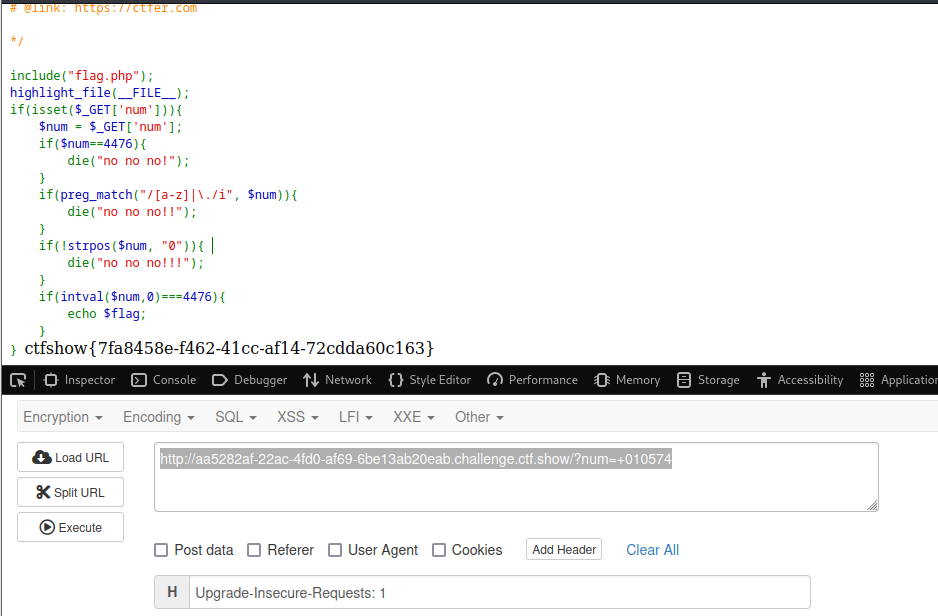 # @link: https://ctfer.com
*/
include("flag.php");
highlight_file(__FILE__);
if(isset($_GET['num'])){
    $num = $_GET['num'];
    if($num==4476){
        die("no no no!");
    }
    if(preg_match("/[a-z]|\./i", $num)){
        die("no no no!!");
    }
    if(!strpos($num, "0")){
        die("no no no!!!");
    }
    if(intval($num,0)===4476){
        echo $flag;
    }
} ctfshow{7fa8458e-f462-41cc-af14-72cdda60c163}
Inspector Console Debugger Network Style Editor Performance Memory Storage Accessibility Application
Encryption Encoding SQL XSS LFI XXE Other
Load URL
http://aa5282af-22ac-4fd0-af69-6be13ab20eab.challenge.ctf.show/?num=+010574
Split URL
Execute
Post data Referer User Agent Cookies Add Header Clear All
H Upgrade-Insecure-Requests: 1